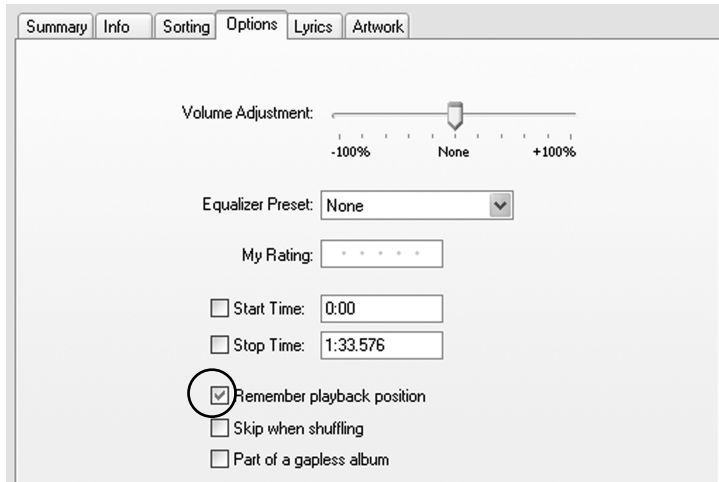 Summary Info Sorting Options Lyrics Artwork
Volume Adjustment:
-100% None +100%
Equalizer Preset: None
My Rating:
Start Time: 0:00
Stop Time: 1:33.576
Remember playback position
Skip when shuffling
Part of a gapless album